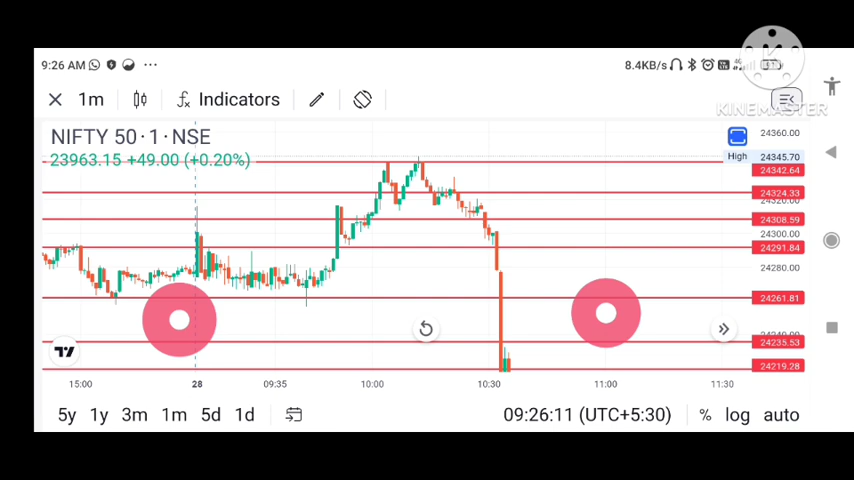 9:26 AM ... 8.4KB/s
KINEMASTER
× 1m Indicators
NIFTY 50 · 1 · NSE
23963.15 +49.00 (+0.20%)
24360.00
High 24345.70
24342.64
24324.33
24320.00
24308.59
24300.00
24291.84
24280.00
24261.81
24240.00
24235.53
24219.28
15:00 28 09:35 10:00 10:30 11:00 11:30
5y 1y 3m 1m 5d 1d 09:26:11 (UTC+5:30) % log auto